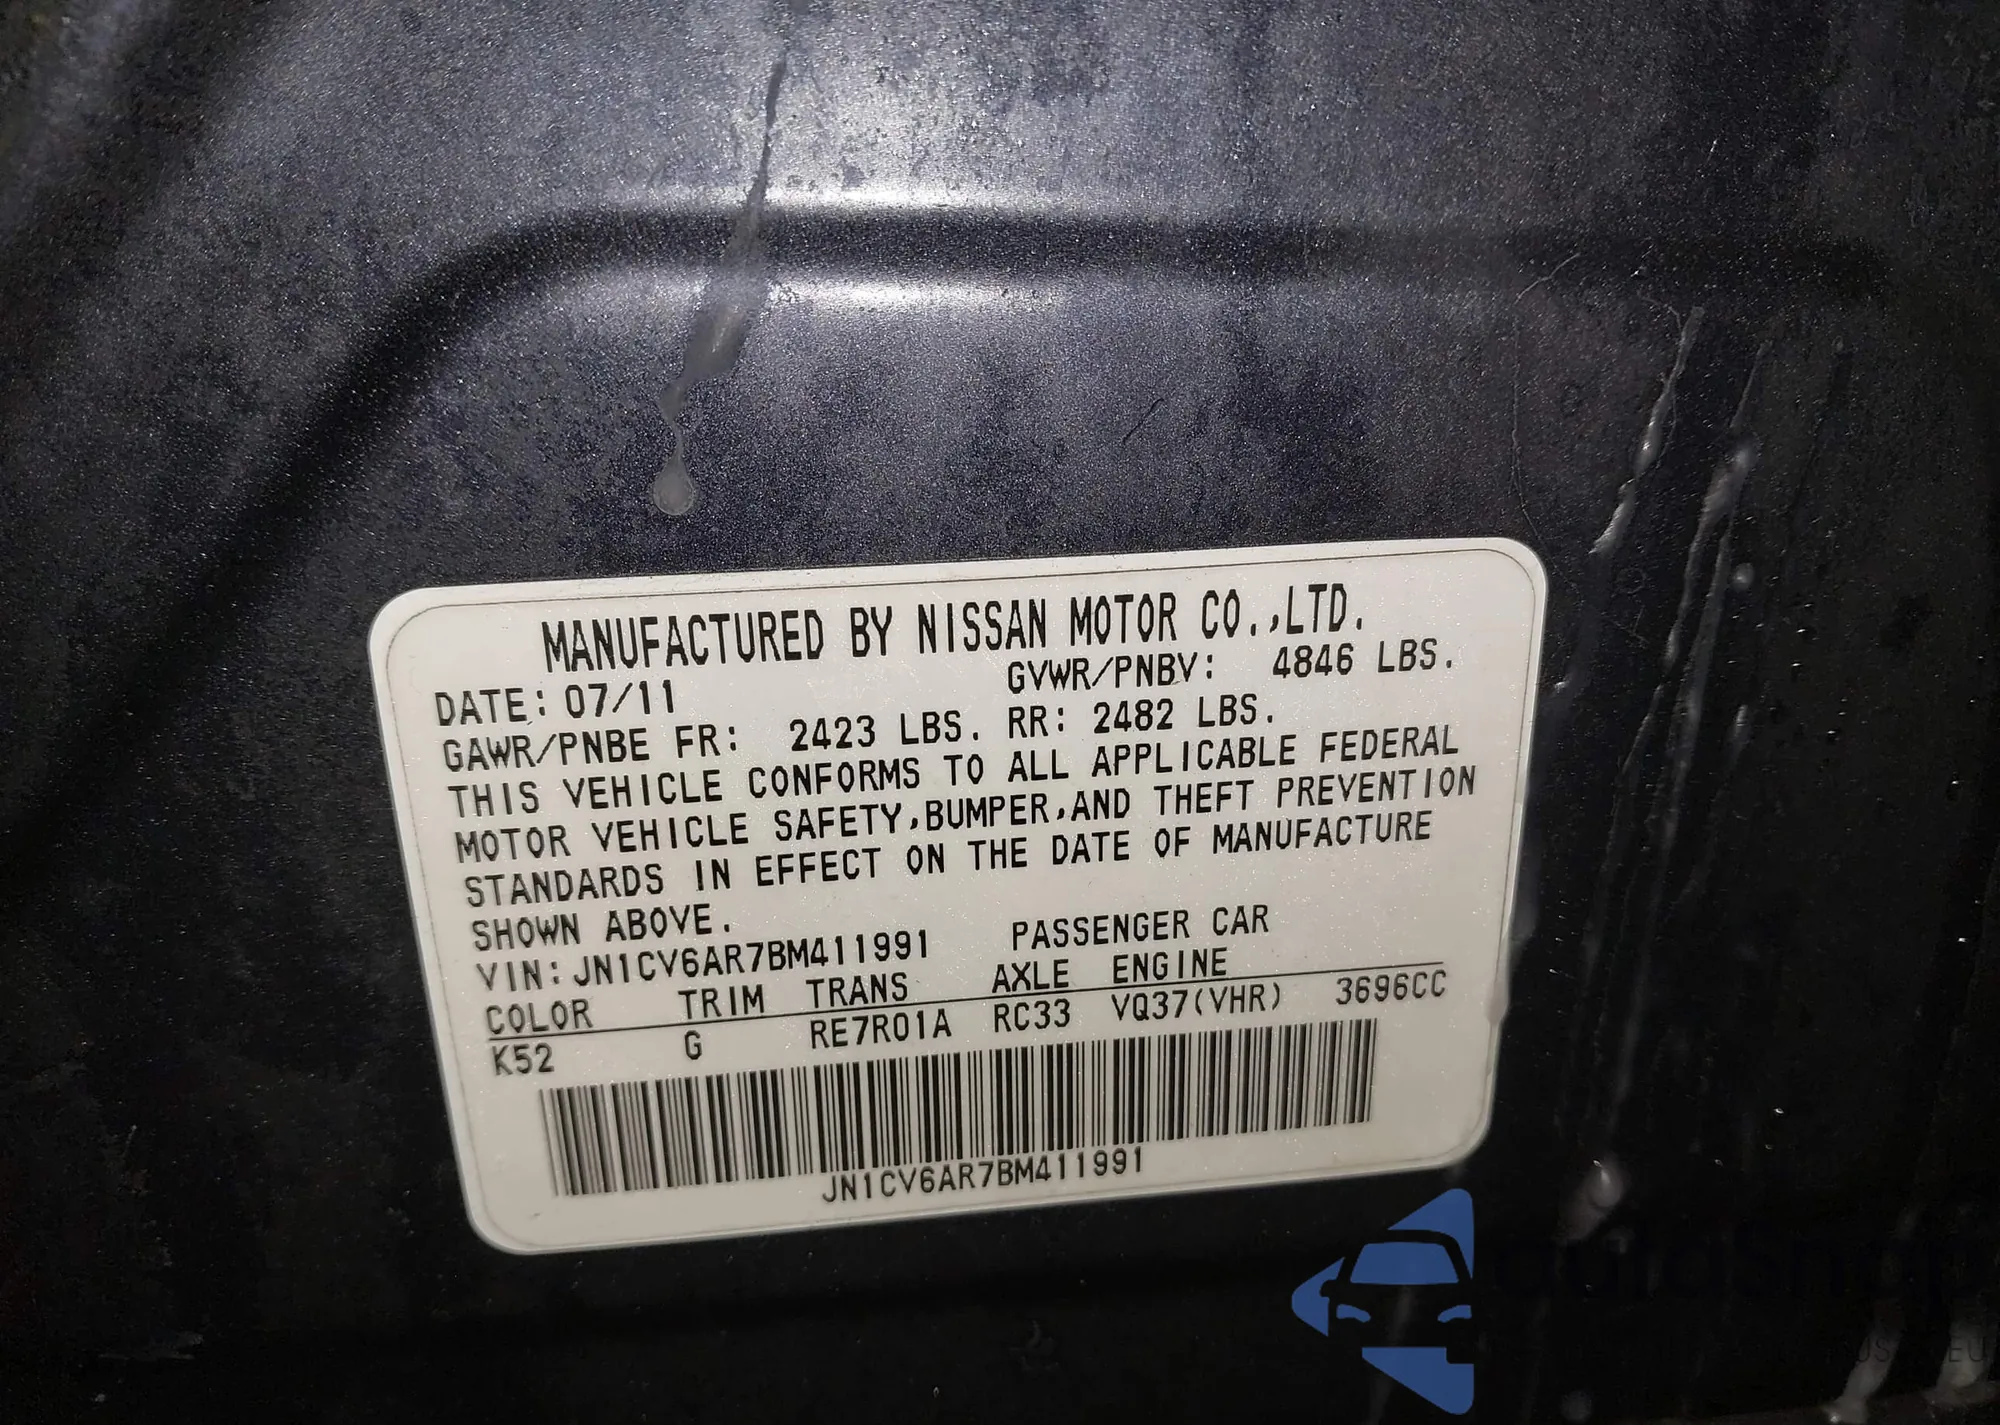 MANUFACTURED BY NISSAN MOTOR CO.,LTD.
DATE: 07/11 GVWR/PNBV: 4846 LBS.
GAWR/PNBE FR: 2423 LBS. RR: 2482 LBS.
THIS VEHICLE CONFORMS TO ALL APPLICABLE FEDERAL
MOTOR VEHICLE SAFETY,BUMPER,AND THEFT PREVENTION
STANDARDS IN EFFECT ON THE DATE OF MANUFACTURE
SHOWN ABOVE.
VIN:JN1CV6AR7BM411991 PASSENGER CAR
COLOR TRIM TRANS AXLE ENGINE
K52 G RE7R01A RC33 VQ37(VHR) 3696CC
JN1CV6AR7BM411991